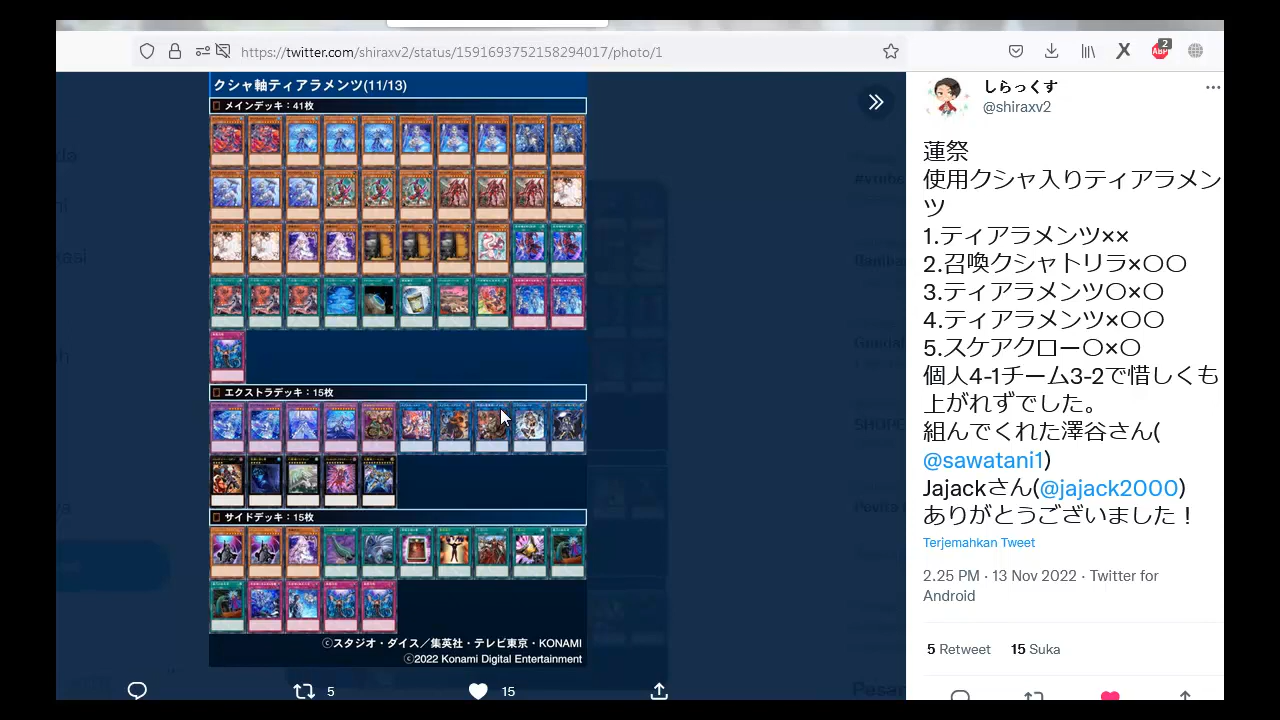 https://twitter.com/shiraxv2/status/1591693752158294017/photo/1
2
ABP
クシャ軸ティアラメンツ(11/13)
メインデッキ：41枚
エクストラデッキ：15枚
サイドデッキ：15枚
ⓒスタジオ・ダイス／集英社・テレビ東京・KONAMI
ⓒ2022 Konami Digital Entertainment
5
15
しらっくす
@shiraxv2
蓮祭
使用クシャ入りティアラメン
ツ
1.ティアラメンツ××
2.召喚クシャトリラ×〇〇
3.ティアラメンツ〇×〇
4.ティアラメンツ×〇〇
5.スケアクロー〇×〇
個人4-1チーム3-2で惜しくも
上がれずでした。
組んでくれた澤谷さん(
@sawatani1)
Jajackさん(@jajack2000)
ありがとうございました！
Terjemahkan Tweet
2.25 PM · 13 Nov 2022 · Twitter for
Android
5 Retweet 15 Suka